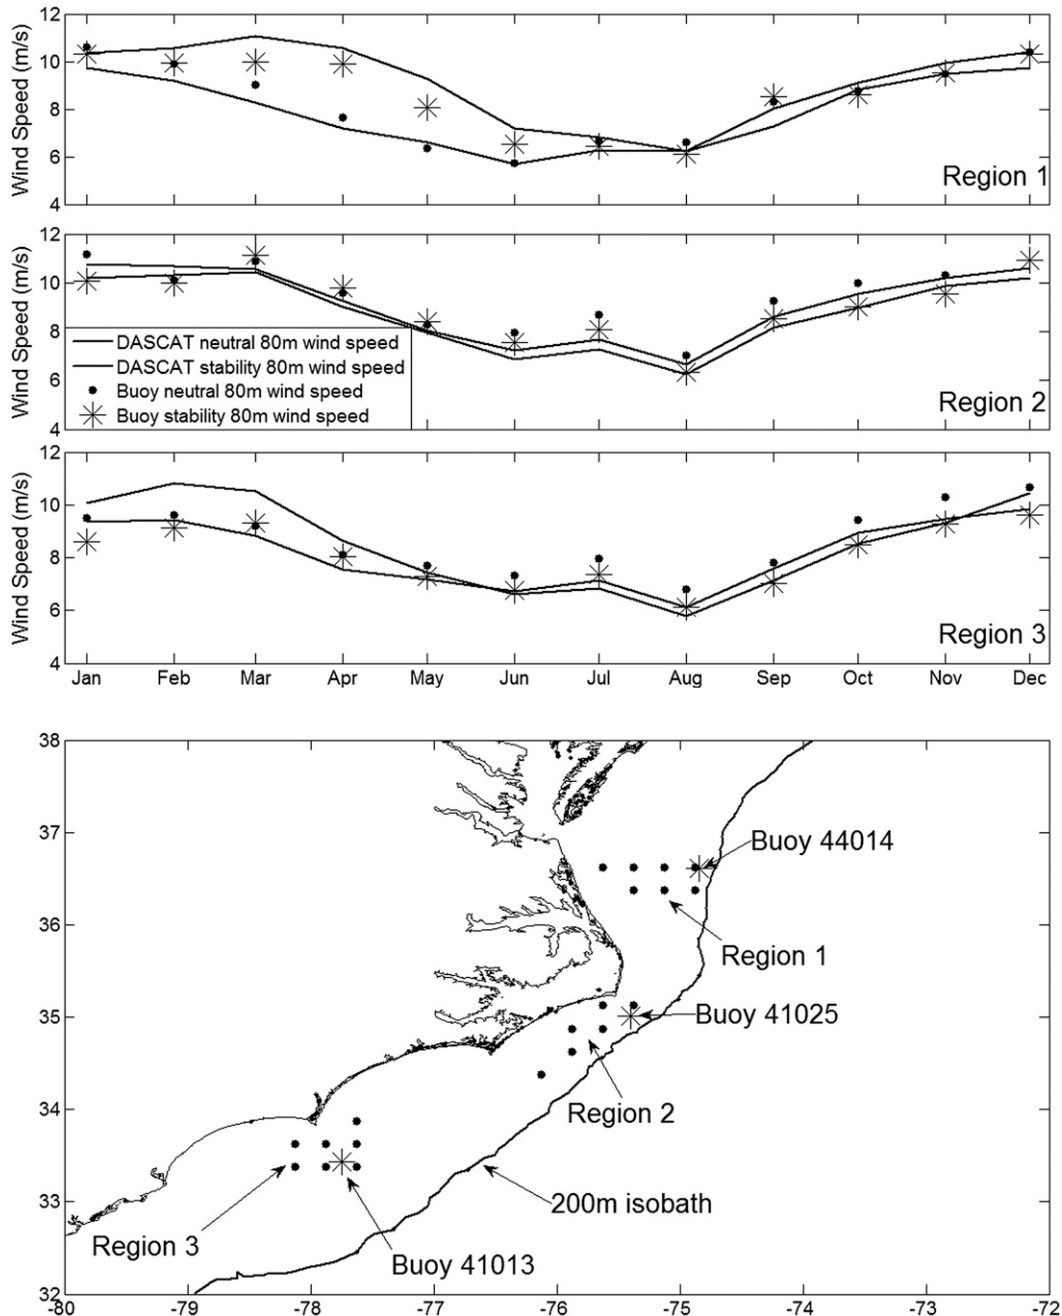 12
10
8
6
4
Wind Speed (m/s)
Region 1
12
10
8
6
4
Wind Speed (m/s)
DASCAT neutral 80m wind speed
DASCAT stability 80m wind speed
Buoy neutral 80m wind speed
Buoy stability 80m wind speed
Region 2
12
10
8
6
4
Wind Speed (m/s)
Region 3
Jan Feb Mar Apr May Jun Jul Aug Sep Oct Nov Dec
38
37
36
35
34
33
32
Buoy 44014
Region 1
Buoy 41025
Region 2
200m isobath
Region 3
Buoy 41013
-80 -79 -78 -77 -76 -75 -74 -73 -72